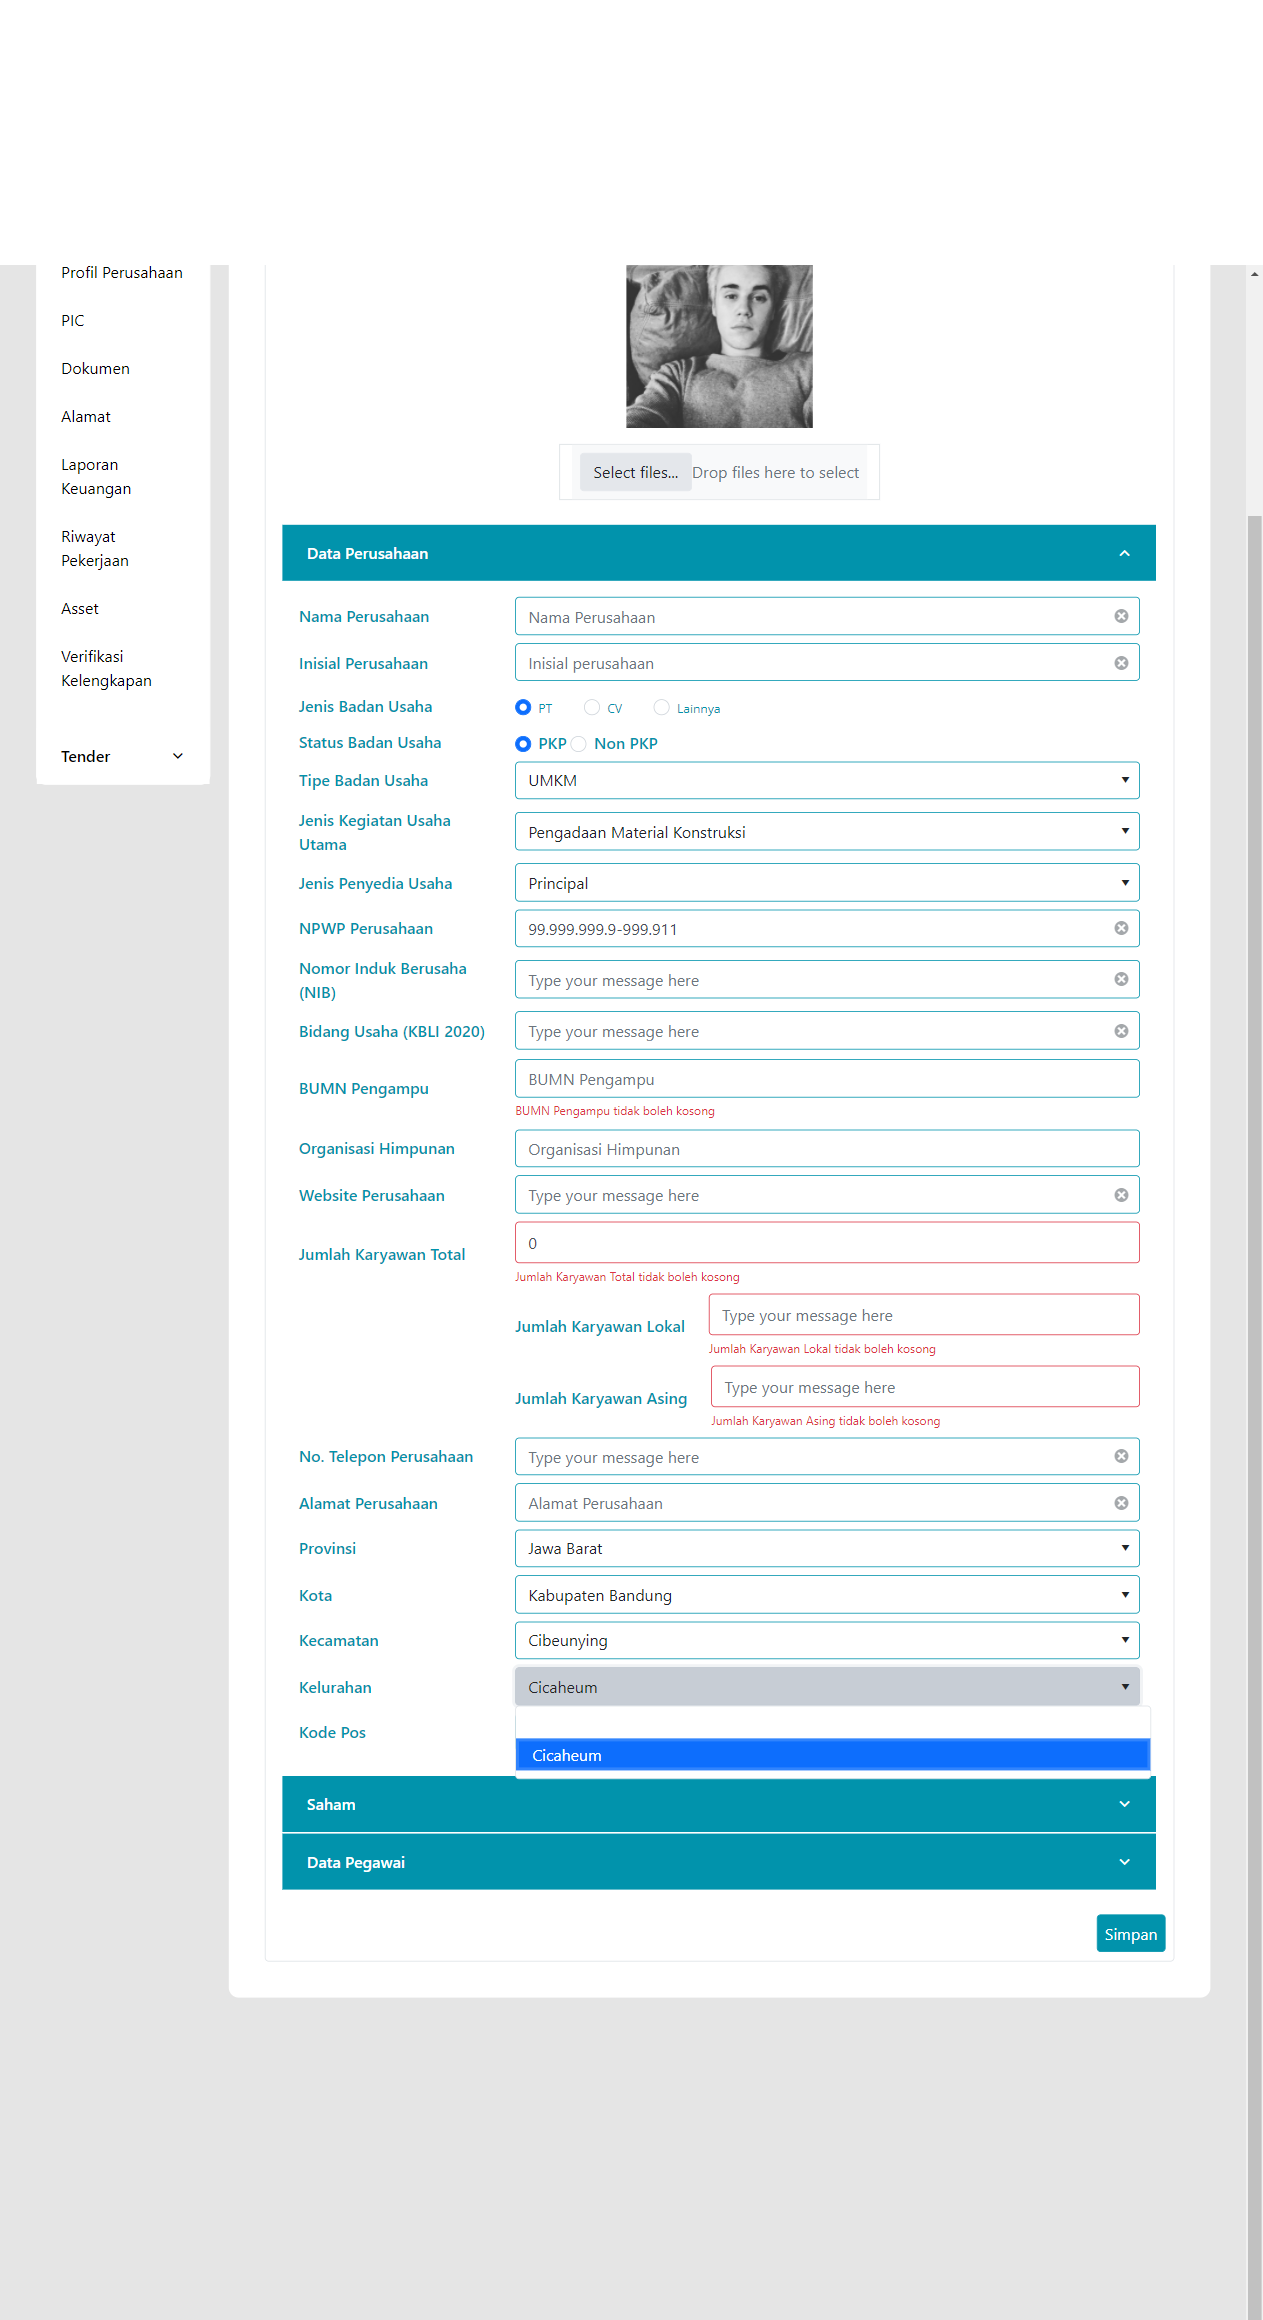 Profil Perusahaan
PIC
Dokumen
Alamat
Laporan
Keuangan
Riwayat
Pekerjaan
Asset
Verifikasi
Kelengkapan
Tender
Select files... Drop files here to select
Data Perusahaan
Nama Perusahaan Nama Perusahaan
Inisial Perusahaan Inisial perusahaan
Jenis Badan Usaha PT CV Lainnya
Status Badan Usaha PKP Non PKP
Tipe Badan Usaha UMKM
Jenis Kegiatan Usaha
Utama
Pengadaan Material Konstruksi
Jenis Penyedia Usaha Principal
NPWP Perusahaan 99.999.999.9-999.911
Nomor Induk Berusaha
(NIB)
Type your message here
Bidang Usaha (KBLI 2020) Type your message here
BUMN Pengampu BUMN Pengampu
BUMN Pengampu tidak boleh kosong
Organisasi Himpunan Organisasi Himpunan
Website Perusahaan Type your message here
Jumlah Karyawan Total 0
Jumlah Karyawan Total tidak boleh kosong
Jumlah Karyawan Lokal Type your message here
Jumlah Karyawan Lokal tidak boleh kosong
Jumlah Karyawan Asing Type your message here
Jumlah Karyawan Asing tidak boleh kosong
No. Telepon Perusahaan Type your message here
Alamat Perusahaan Alamat Perusahaan
Provinsi Jawa Barat
Kota Kabupaten Bandung
Kecamatan Cibeunying
Kelurahan Cicaheum
Kode Pos
Cicaheum
Saham
Data Pegawai
Simpan